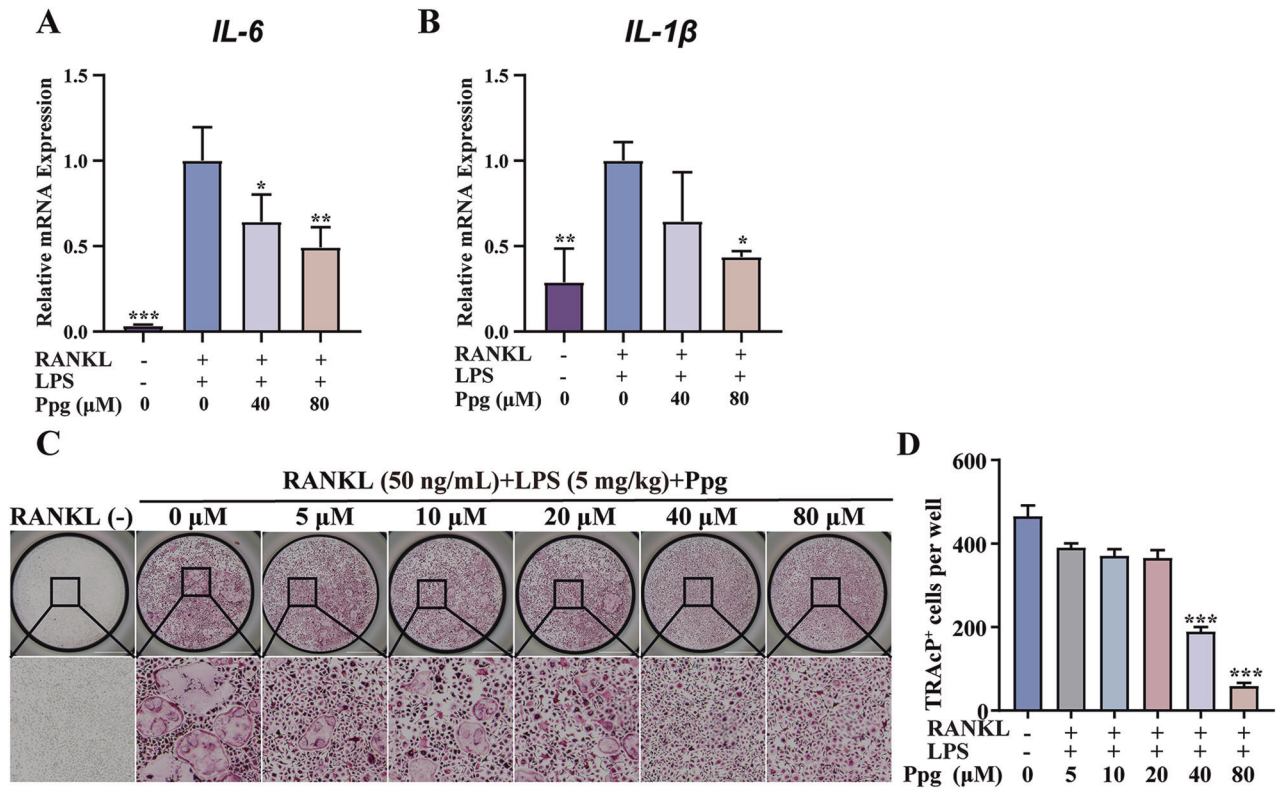 A
IL-6
Relative mRNA Expression
1.5
1.0
0.5
0.0
***
*
**
RANKL - + + +
LPS - + + +
Ppg (μM) 0 0 40 80
B
IL-1β
Relative mRNA Expression
1.5
1.0
0.5
0.0
**
*
RANKL - + + +
LPS - + + +
Ppg (μM) 0 0 40 80
C
RANKL (50 ng/mL)+LPS (5 mg/kg)+Ppg
RANKL (-) 0 μM 5 μM 10 μM 20 μM 40 μM 80 μM
D
TRAcP⁺ cells per well
600
400
200
0
***
***
RANKL - + + + + +
LPS - + + + + +
Ppg (μM) 0 5 10 20 40 80